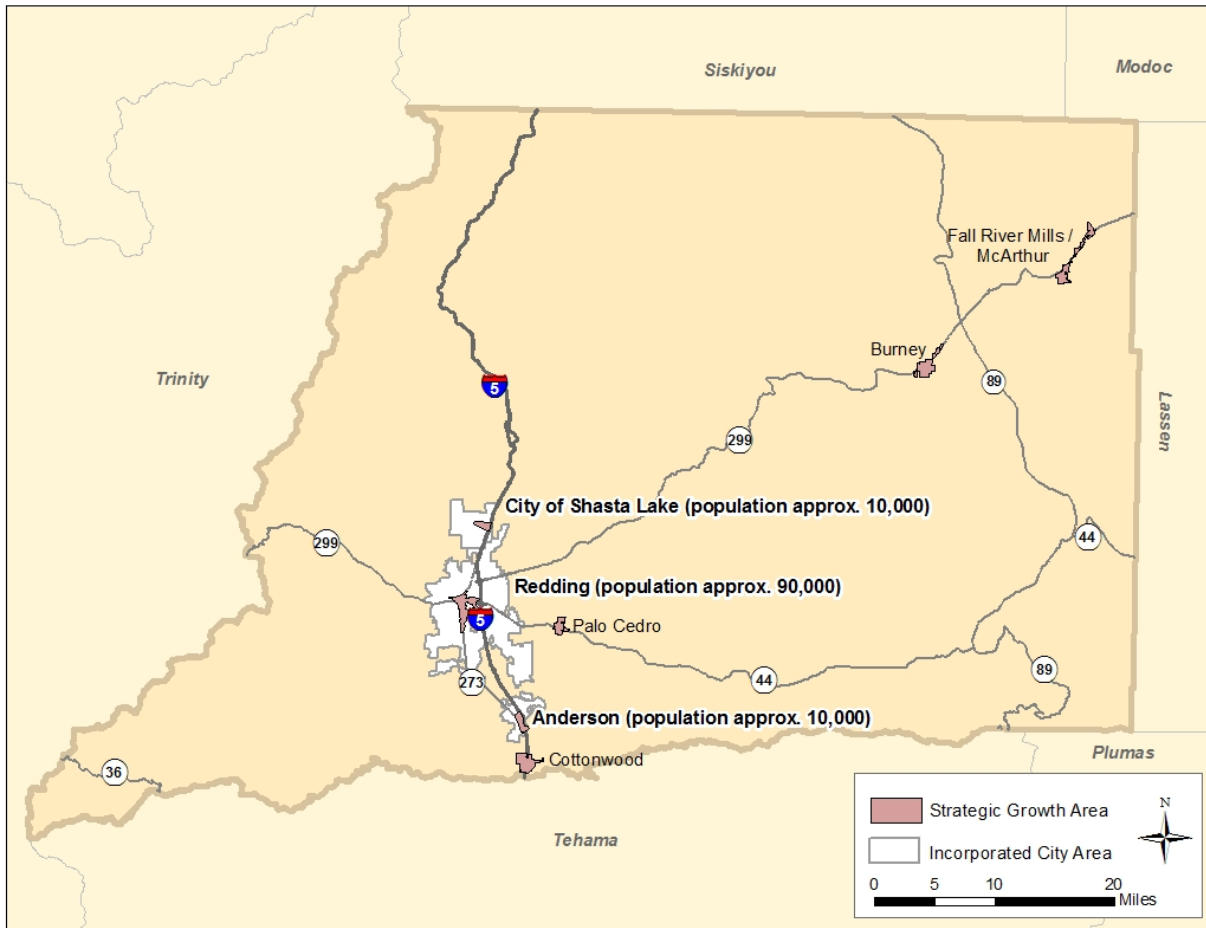 Siskiyou
Modoc
Fall River Mills /
McArthur
Burney
Trinity
5
89
Lassen
299
City of Shasta Lake (population approx. 10,000)
299
44
Redding (population approx. 90,000)
5
Palo Cedro
273
44
89
Anderson (population approx. 10,000)
Cottonwood
Plumas
36
Tehama
Strategic Growth Area
N
Incorporated City Area
0 5 10 20
Miles